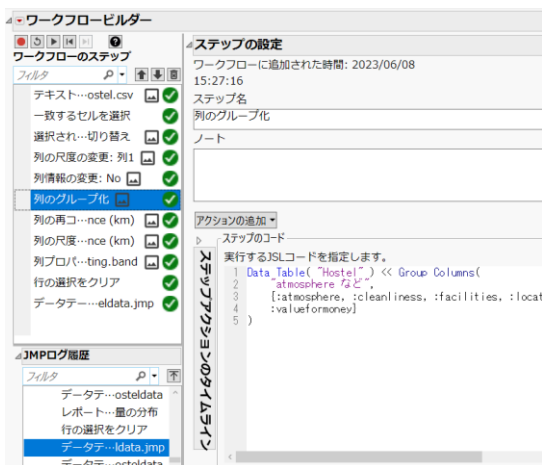 ワークフロービルダー
ワークフローのステップ
フィルタ
テキスト…ostel.csv
一致するセルを選択
選択され…切り替え
列の尺度の変更: 列1
列情報の変更: No
列のグループ化
列の再コ…nce (km)
列の尺度…nce (km)
列プロパ…ting.band
行の選択をクリア
データテー…eldata.jmp
JMPログ履歴
フィルタ
データテ…osteldata
レポート…量の分布
行の選択をクリア
データテ…ldata.jmp
データテ…osteldata
ステップの設定
ワークフローに追加された時間: 2023/06/08
15:27:16
ステップ名
列のグループ化
ノート
アクションの追加
ステップアクションのタイムライン
ステップのコード
実行するJSLコードを指定します。
1 Data Table( "Hostel" ) << Group Columns(
2 "atmosphere など",
3 [:atmosphere, :cleanliness, :facilities, :locat
4 :valueformoney]
5 )